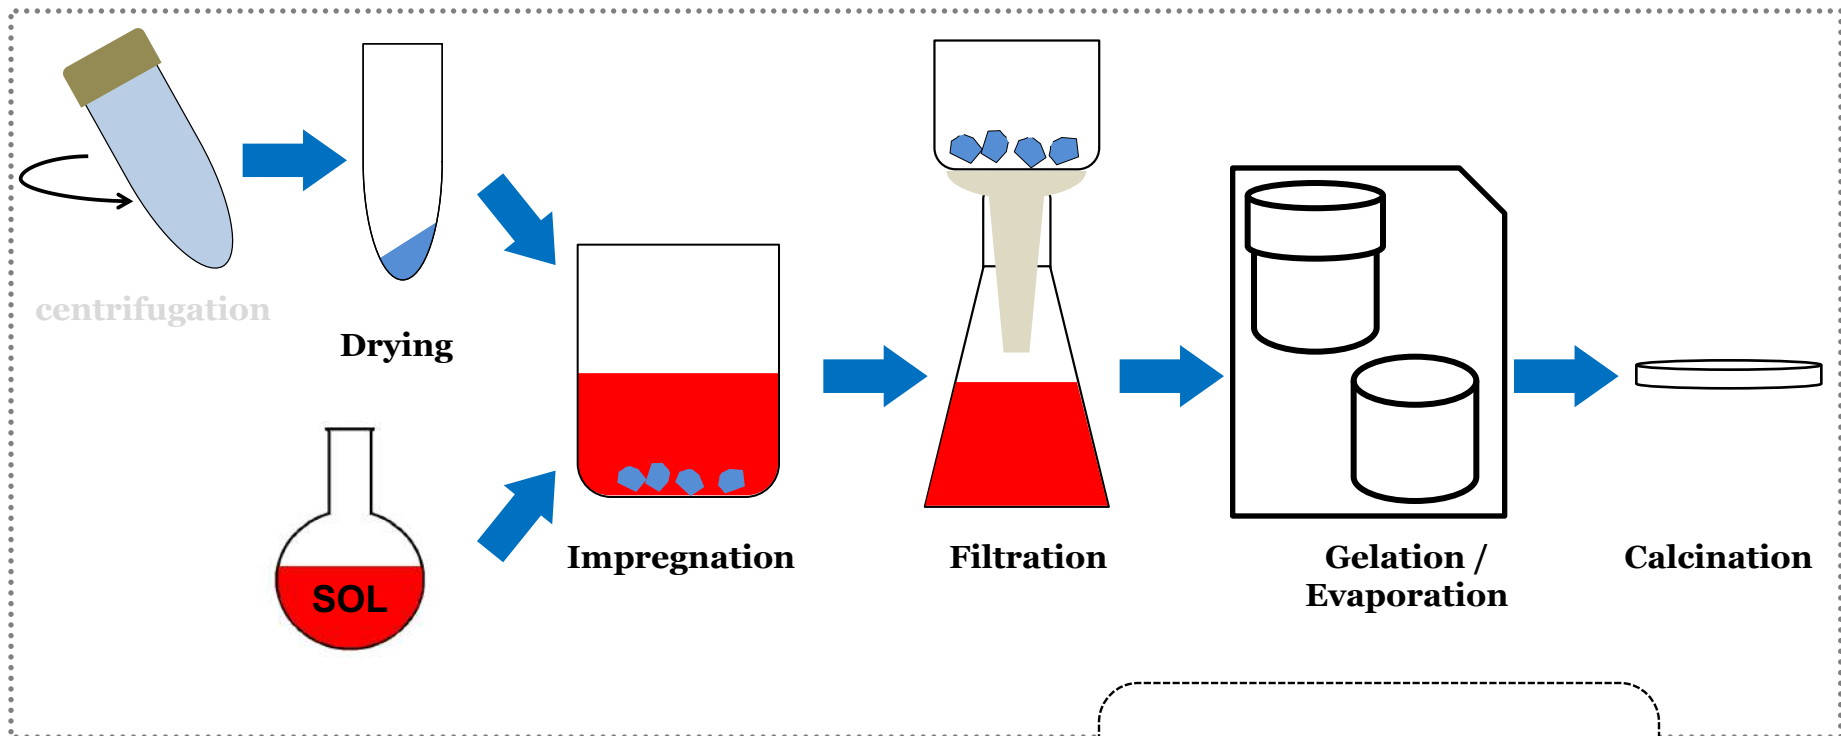 centrifugation
Drying
SOL
Impregnation
Filtration
Gelation /
Evaporation
Calcination